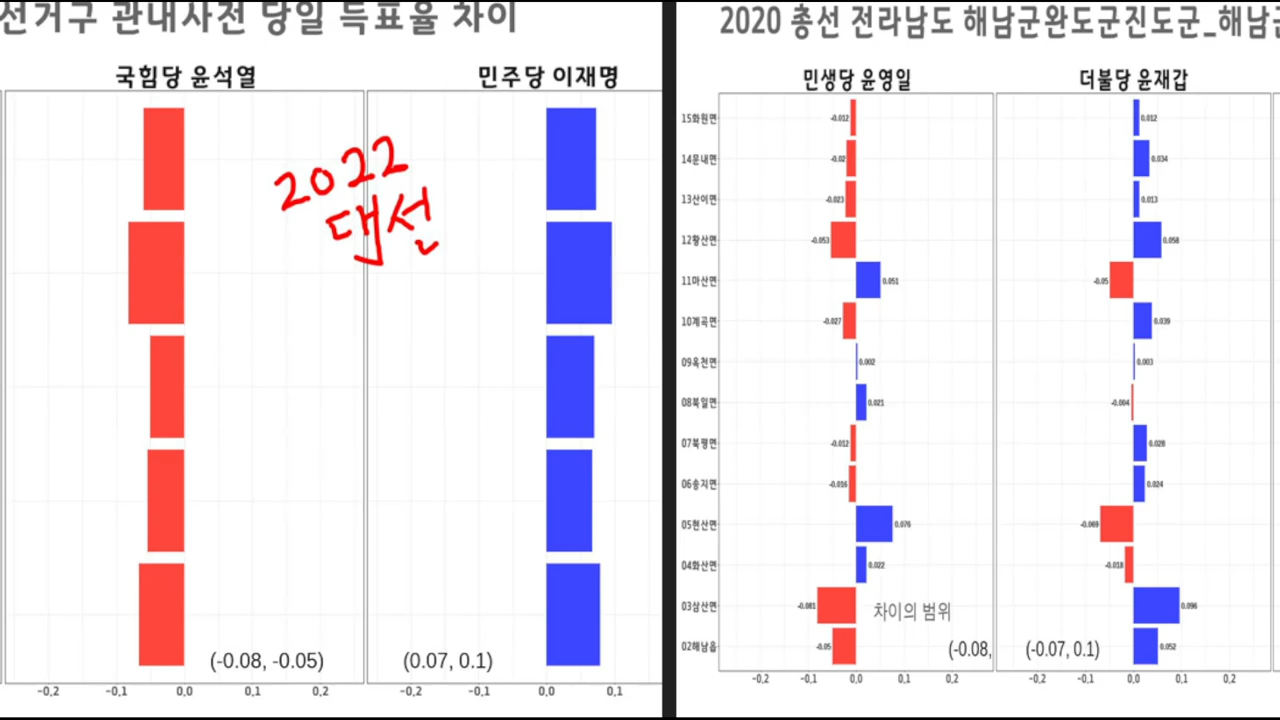 선거구 관내사전 당일 득표율 차이
국힘당 윤석열
민주당 이재명
2022
댑선
(-0.08, -0.05)
(0.07, 0.1)
-0,2 -0,1 0,0 0,1 0,2
-0,2 -0,1 0,0 0,1
2020 총선 전라남도 해남군완도군진도군_해남군
민생당 윤영일
더불당 윤재갑
15화원면 -0.012 0.012
14문내면 -0.02 0.034
13산이면 -0.023 0.013
12황산면 -0.053 0.058
11마산면 0.051 -0.05
10계곡면 -0.027 0.039
09옥천면 0.002 0.003
08북일면 0.021 -0.004
07북평면 -0.012 0.028
06송지면 -0.016 0.024
05현산면 0.076 -0.069
04화산면 0.022 -0.018
03삼산면 -0.081 차이의 범위 0.096
02해남읍 -0.05 (-0.08, (-0.07, 0.1) 0.052
-0,2 -0,1 0,0 0,1 0,2
-0,2 -0,1 0,0 0,1 0,2